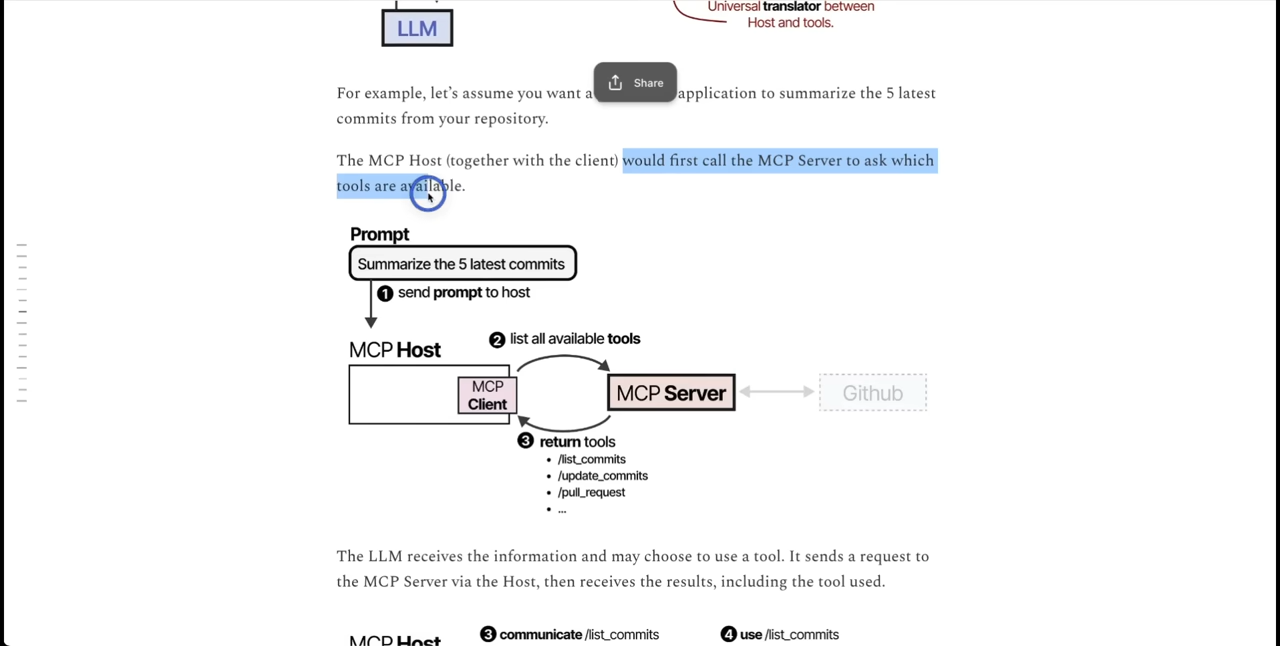 Universal translator between
Host and tools.
LLM
Share
For example, let's assume you want a application to summarize the 5 latest
commits from your repository.
The MCP Host (together with the client) would first call the MCP Server to ask which
tools are available.
Prompt
Summarize the 5 latest commits
1 send prompt to host
2 list all available tools
MCP Host
MCP
Client
MCP Server
Github
3 return tools
• /list_commits
• /update_commits
• /pull_request
• ...
The LLM receives the information and may choose to use a tool. It sends a request to
the MCP Server via the Host, then receives the results, including the tool used.
3 communicate /list_commits
4 use /list_commits
MCP Host